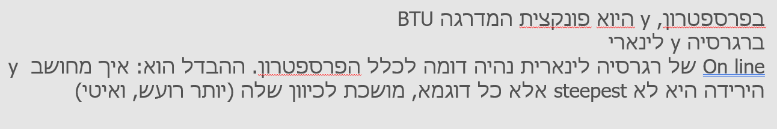 בפרספטרון, y היוא פונקצית המדרגה BTU
ברגרסיה y לינארי
On line של רגרסיה לינארית נהיה דומה לכלל הפרספטרון. ההבדל הוא: איך מחושב y
הירידה היא לא steepest אלא כל דוגמא, מושכת לכיוון שלה (יותר רועש, ואיטי)